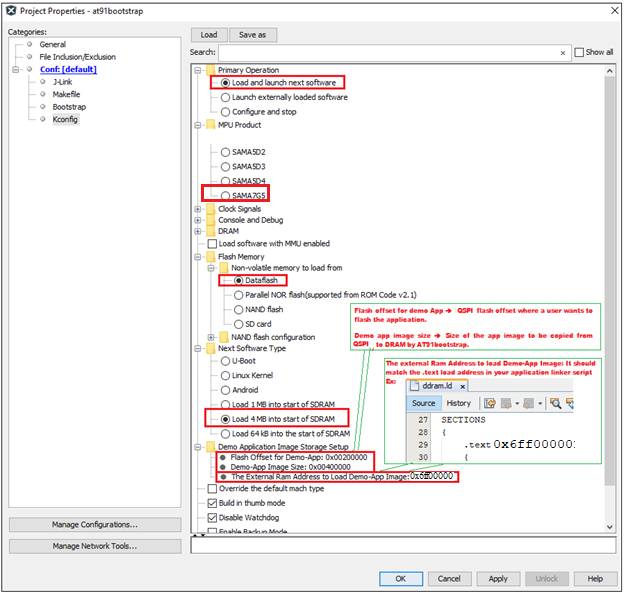 Project Properties - at91bootstrap
Categories:
General
File Inclusion/Exclusion
Conf: [default]
J-Link
Makefile
Bootstrap
Kconfig
Manage Configurations...
Manage Network Tools...
Load
Save as
Search:
Show all
Primary Operation
Load and launch next software
Launch externally loaded software
Configure and stop
MPU Product
SAMA5D2
SAMA5D3
SAMA5D4
SAMA7G5
Clock Signals
Console and Debug
DRAM
Load software with MMU enabled
Flash Memory
Non-volatile memory to load from
Dataflash
Parallel NOR flash(supported from ROM Code v2.1)
NAND flash
SD card
NAND flash configuration
Next Software Type
U-Boot
Linux Kernel
Android
Load 1 MB into start of SDRAM
Load 4 MB into start of SDRAM
Load 64 kB into the start of SDRAM
Demo Application Image Storage Setup
Flash Offset for Demo-App: 0x00200000
Demo-App Image Size: 0x00400000
The External Ram Address to Load Demo-App Image: 0x6ff00000
Override the default mach type
Build in thumb mode
Disable Watchdog
Enable Backup Mode
Flash offset for demo App → QSPI flash offset where a user wants to
flash the application.
Demo app image size → Size of the app image to be copied from
QSPI to DRAM by AT91bootstrap.
The external Ram Address to load Demo-App Image: It should
match the .text load address in your application linker script
Ex:
ddram.ld
Source
History
27 SECTIONS
28 {
29 .text 0x6ff00000:
30 {
OK
Cancel
Apply
Unlock
Help